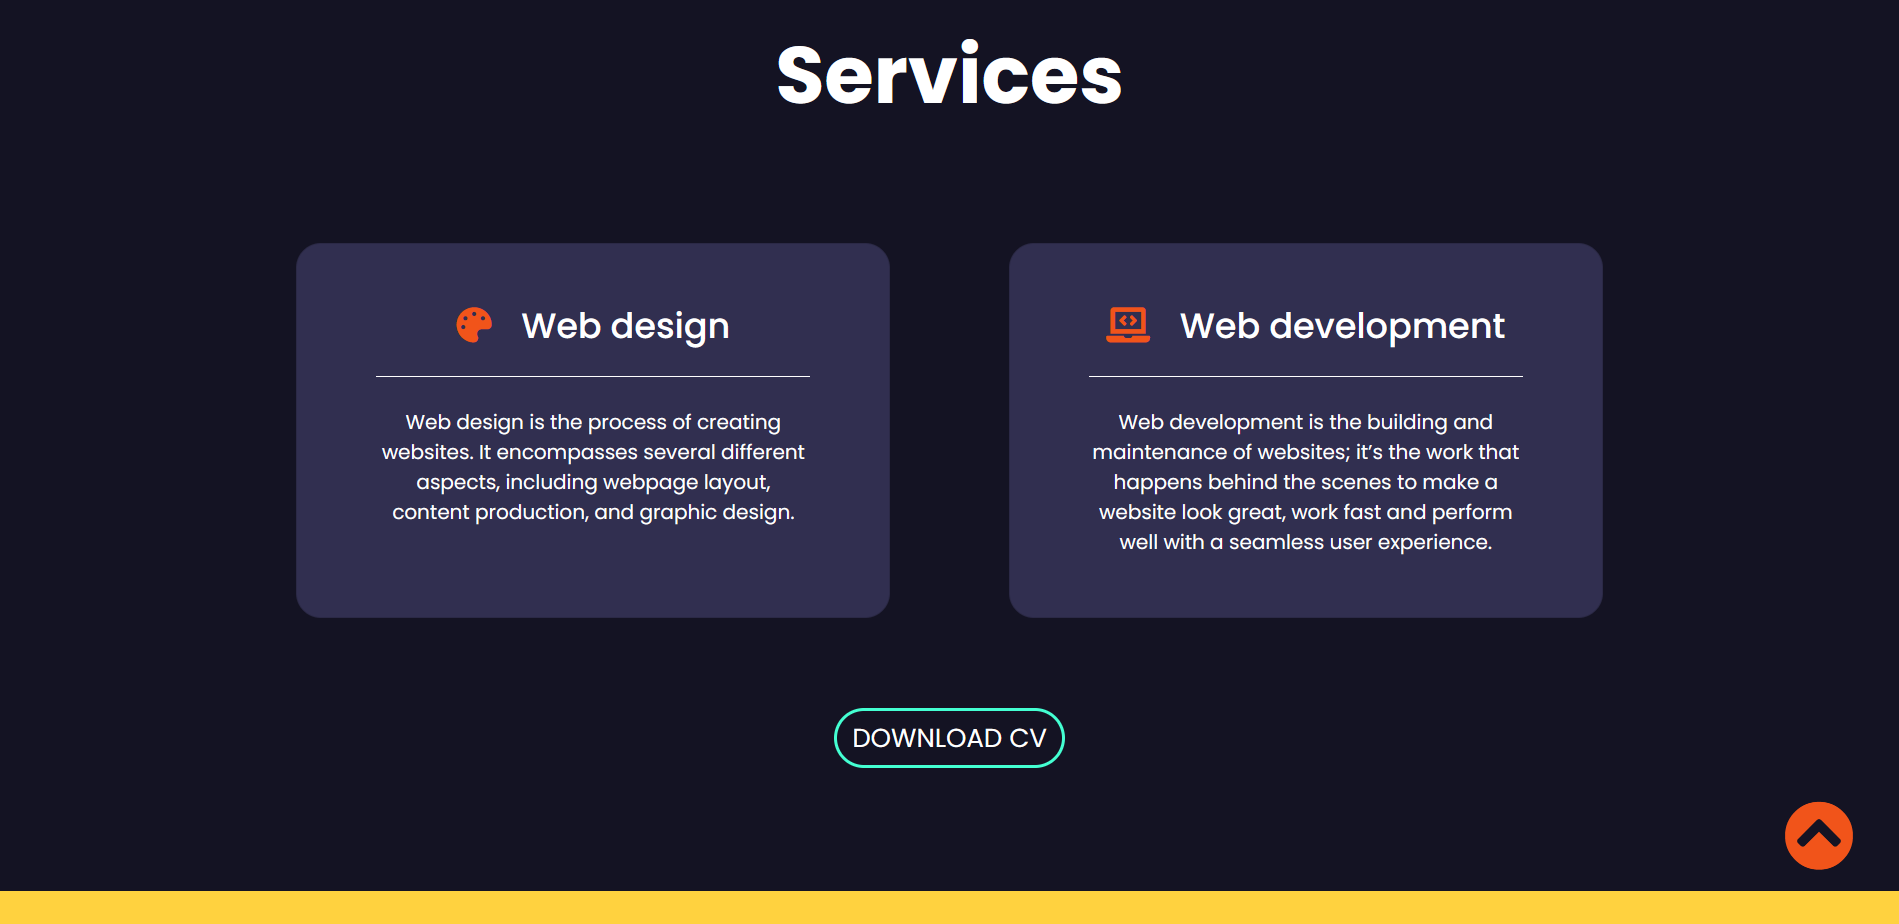 Services
Web design
Web design is the process of creating
websites. It encompasses several different
aspects, including webpage layout,
content production, and graphic design.
Web development
Web development is the building and
maintenance of websites; it’s the work that
happens behind the scenes to make a
website look great, work fast and perform
well with a seamless user experience.
DOWNLOAD CV